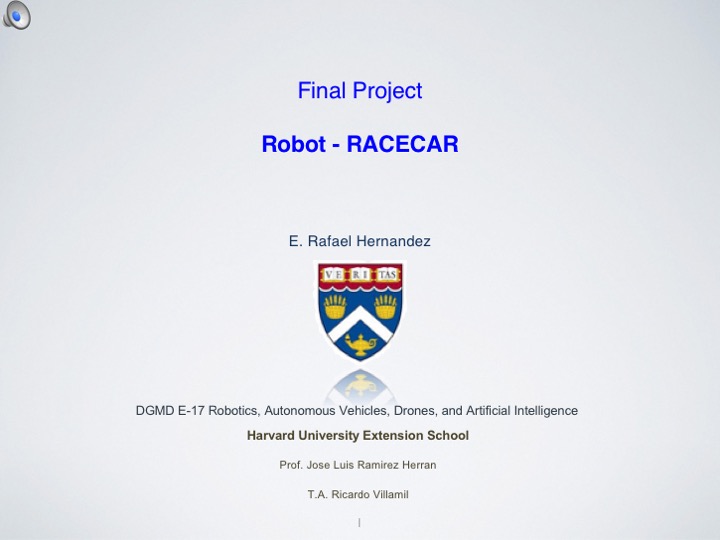 Final Project
Robot - RACECAR
E. Rafael Hernandez
VE RI TAS
DGMD E-17 Robotics, Autonomous Vehicles, Drones, and Artificial Intelligence
Harvard University Extension School
Prof. Jose Luis Ramirez Herran
T.A. Ricardo Villamil
1